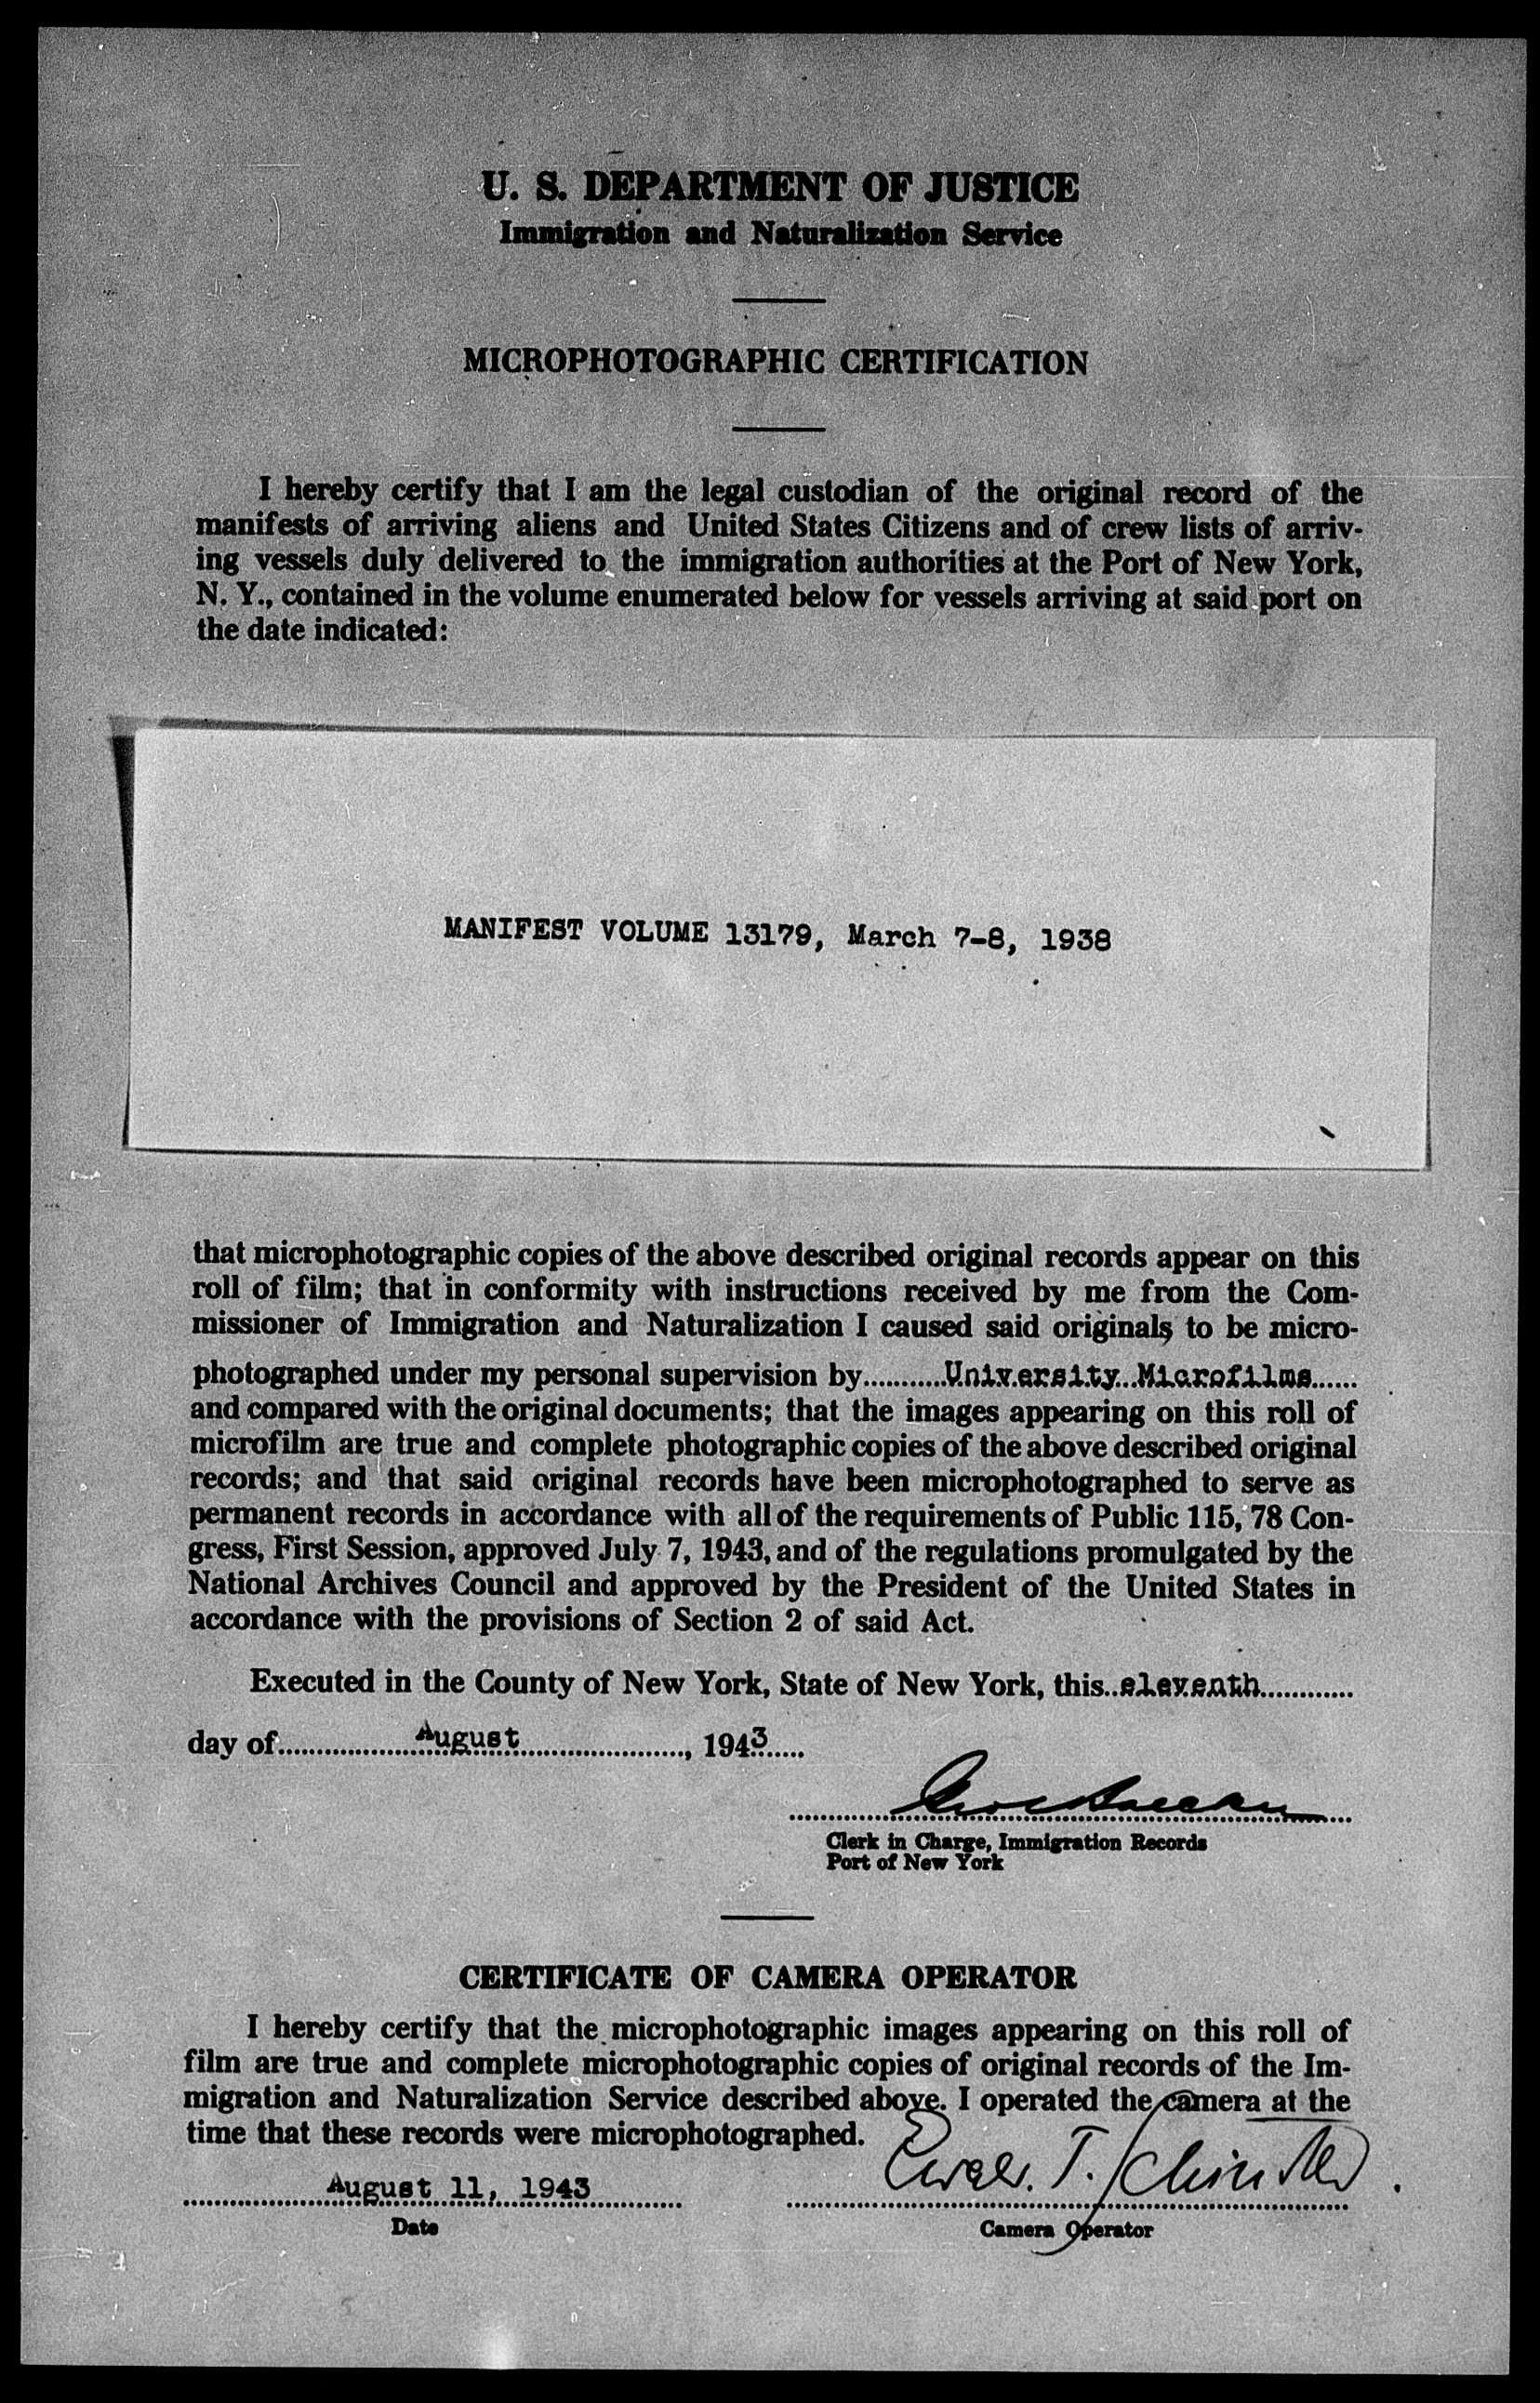 U. S. DEPARTMENT OF JUSTICE
Immigration and Naturalization Service
MICROPHOTOGRAPHIC CERTIFICATION
I hereby certify that I am the legal custodian of the original record of the
manifests of arriving aliens and United States Citizens and of crew lists of arriv-
ing vessels duly delivered to the immigration authorities at the Port of New York,
N. Y., contained in the volume enumerated below for vessels arriving at said port on
the date indicated:
MANIFEST VOLUME 13179, March 7-8, 1938
that microphotographic copies of the above described original records appear on this
roll of film; that in conformity with instructions received by me from the Com-
missioner of Immigration and Naturalization I caused said originals to be micro-
photographed under my personal supervision by...........University Microfilms......
and compared with the original documents; that the images appearing on this roll of
microfilm are true and complete photographic copies of the above described original
records; and that said original records have been microphotographed to serve as
permanent records in accordance with all of the requirements of Public 115, 78 Con-
gress, First Session, approved July 7, 1943, and of the regulations promulgated by the
National Archives Council and approved by the President of the United States in
accordance with the provisions of Section 2 of said Act.
Executed in the County of New York, State of New York, this..eleventh............
day of..................August......................, 1943......
Clerk in Charge, Immigration Records
Port of New York
CERTIFICATE OF CAMERA OPERATOR
I hereby certify that the microphotographic images appearing on this roll of
film are true and complete microphotographic copies of original records of the Im-
migration and Naturalization Service described above. I operated the camera at the
time that these records were microphotographed.
August 11, 1943
Date
Camera Operator